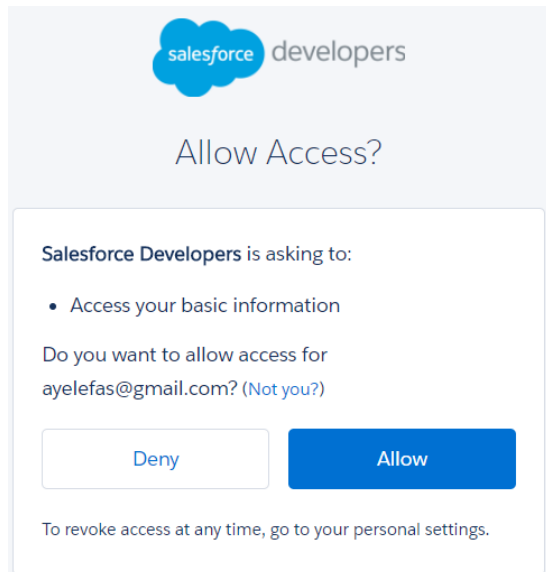 salesforce developers
Allow Access?
Salesforce Developers is asking to:
• Access your basic information
Do you want to allow access for
ayelefas@gmail.com? (Not you?)
Deny Allow
To revoke access at any time, go to your personal settings.